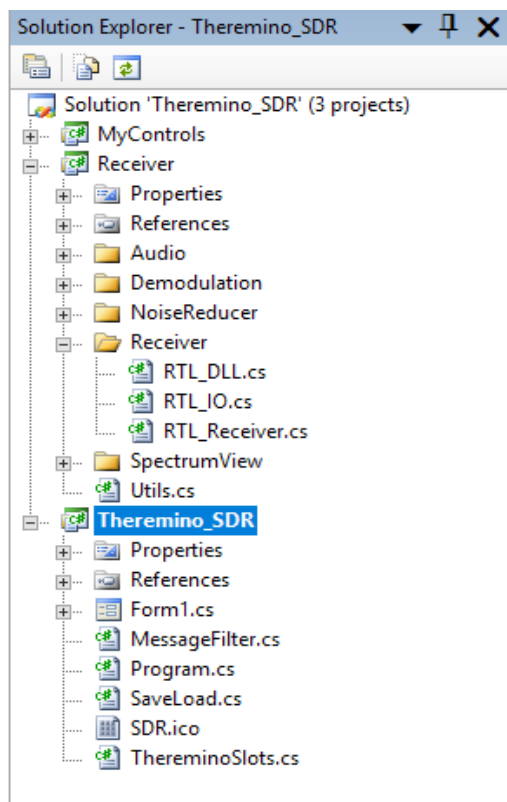 Solution Explorer - Theremino_SDR
Solution 'Theremino_SDR' (3 projects)
MyControls
Receiver
Properties
References
Audio
Demodulation
NoiseReducer
Receiver
RTL_DLL.cs
RTL_IO.cs
RTL_Receiver.cs
SpectrumView
Utils.cs
Theremino_SDR
Properties
References
Form1.cs
MessageFilter.cs
Program.cs
SaveLoad.cs
SDR.ico
ThereminoSlots.cs